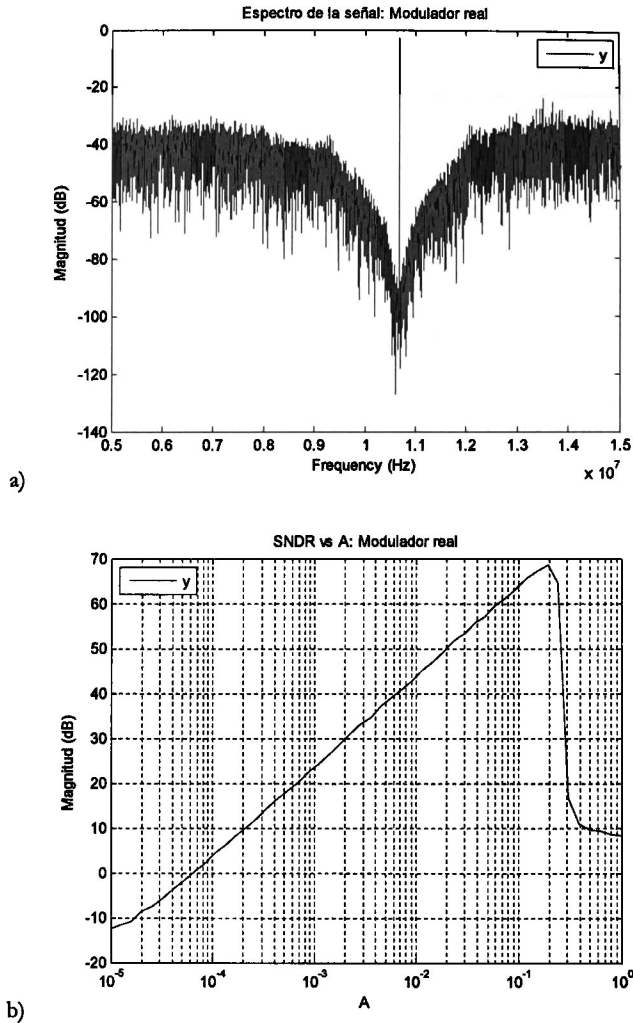 Espectro de la señal: Modulador real
0
-20
-40
-60
-80
-100
-120
-140
Magnitud (dB)
y
0.5 0.6 0.7 0.8 0.9 1 1.1 1.2 1.3 1.4 1.5
Frequency (Hz)
x 10^7
a)
SNDR vs A: Modulador real
70
60
50
40
30
20
10
0
-10
-20
Magnitud (dB)
y
10^-5 10^-4 10^-3 10^-2 10^-1 10^0
A
b)